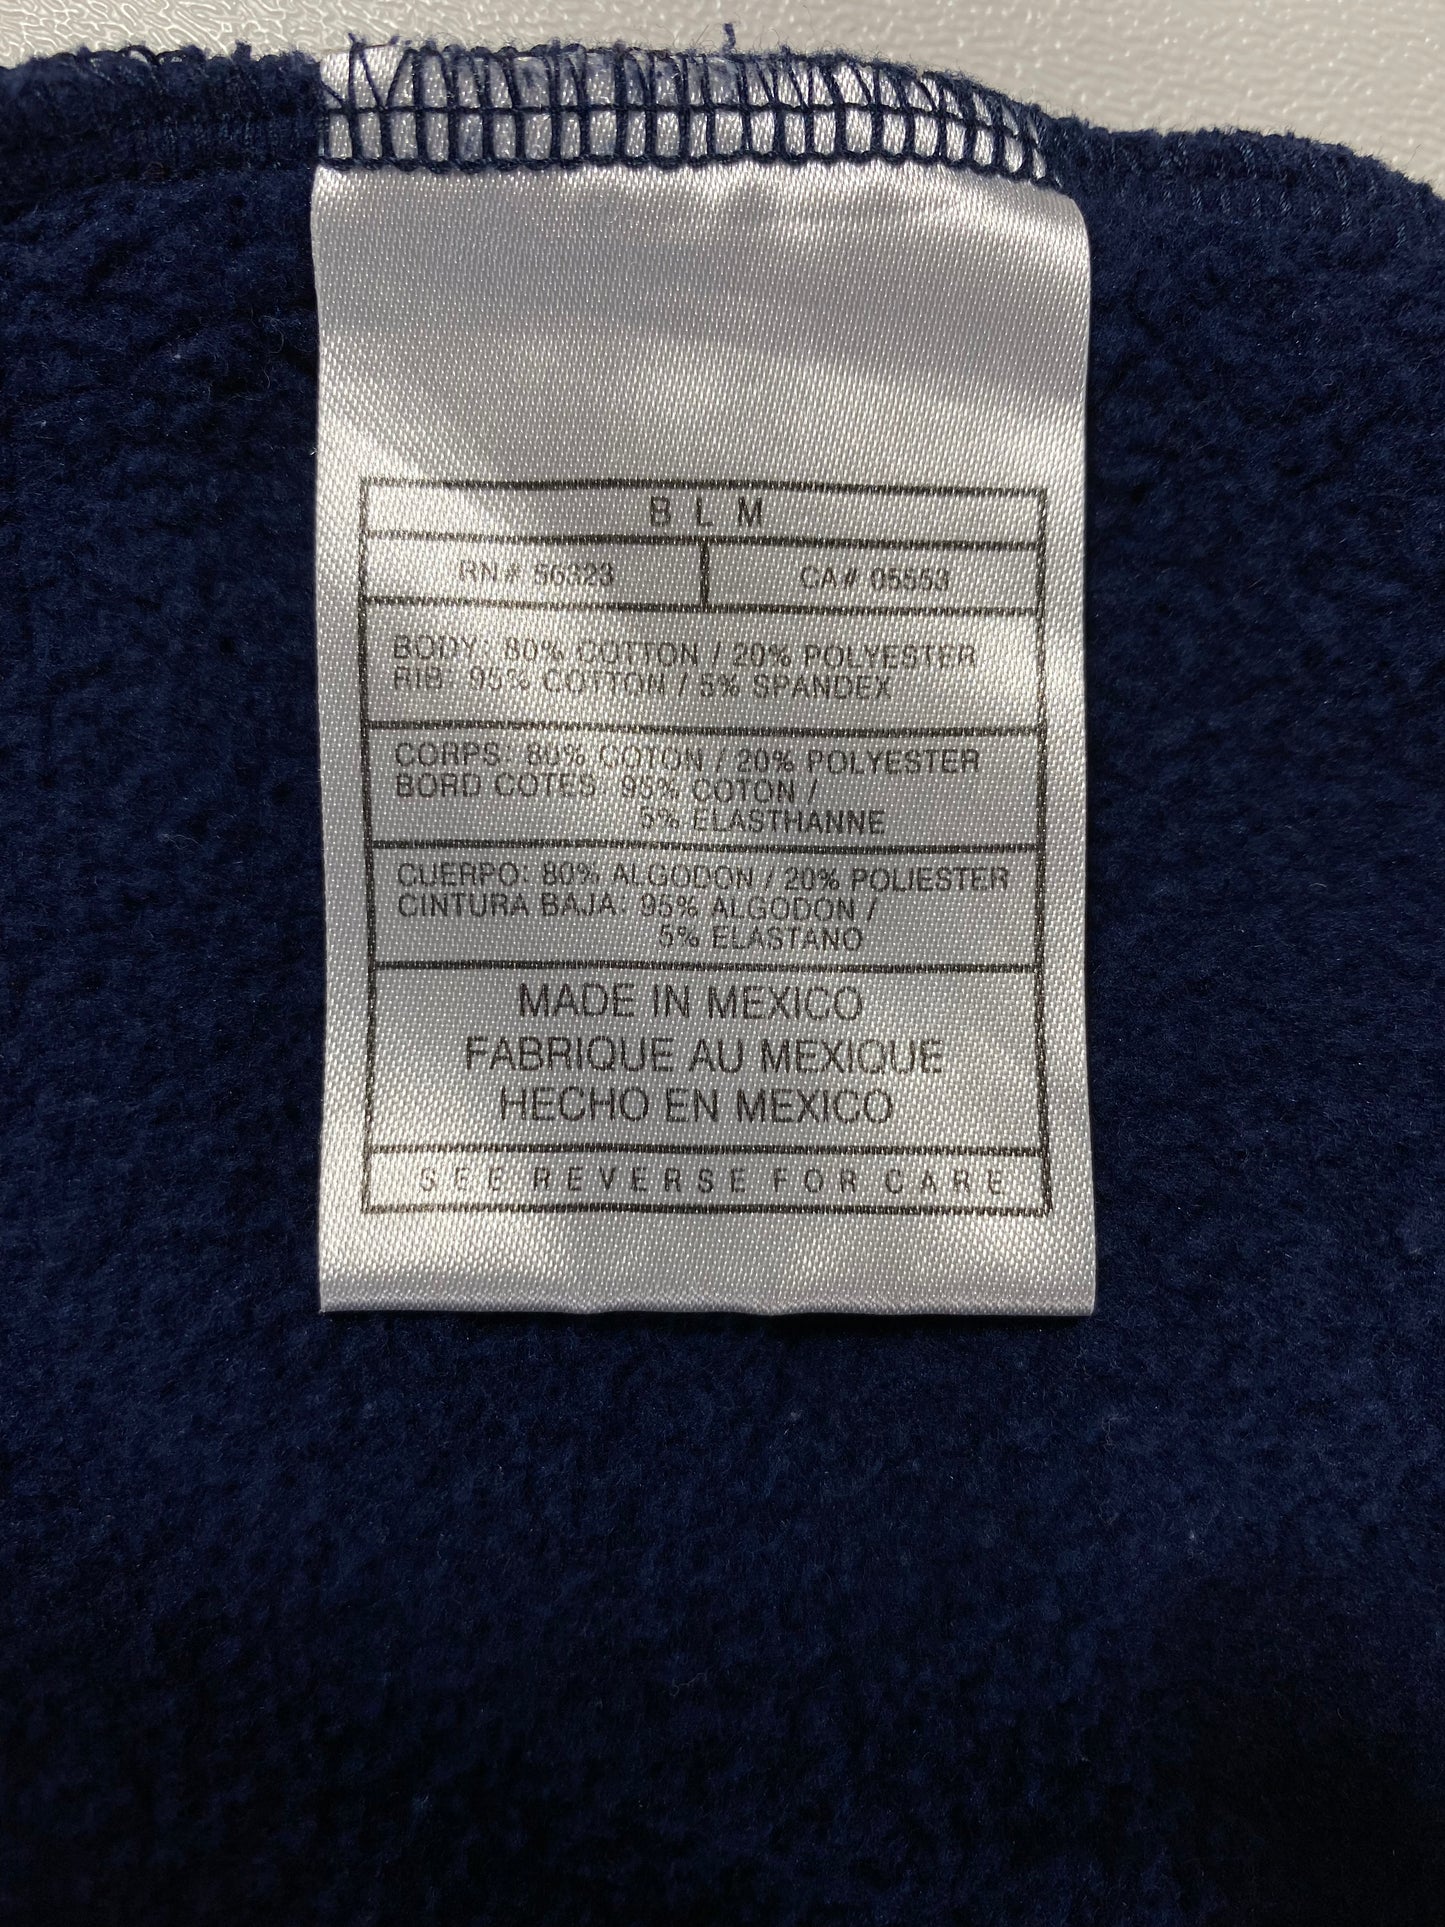 B L M
RN# 56323 CA# 05553
BODY: 80% COTTON / 20% POLYESTER
RIB: 95% COTTON / 5% SPANDEX
CORPS: 80% COTON / 20% POLYESTER
BORD COTES: 95% COTON /
5% ELASTHANNE
CUERPO: 80% ALGODON / 20% POLIESTER
CINTURA BAJA: 95% ALGODON /
5% ELASTANO
MADE IN MEXICO
FABRIQUE AU MEXIQUE
HECHO EN MEXICO
SEE REVERSE FOR CARE